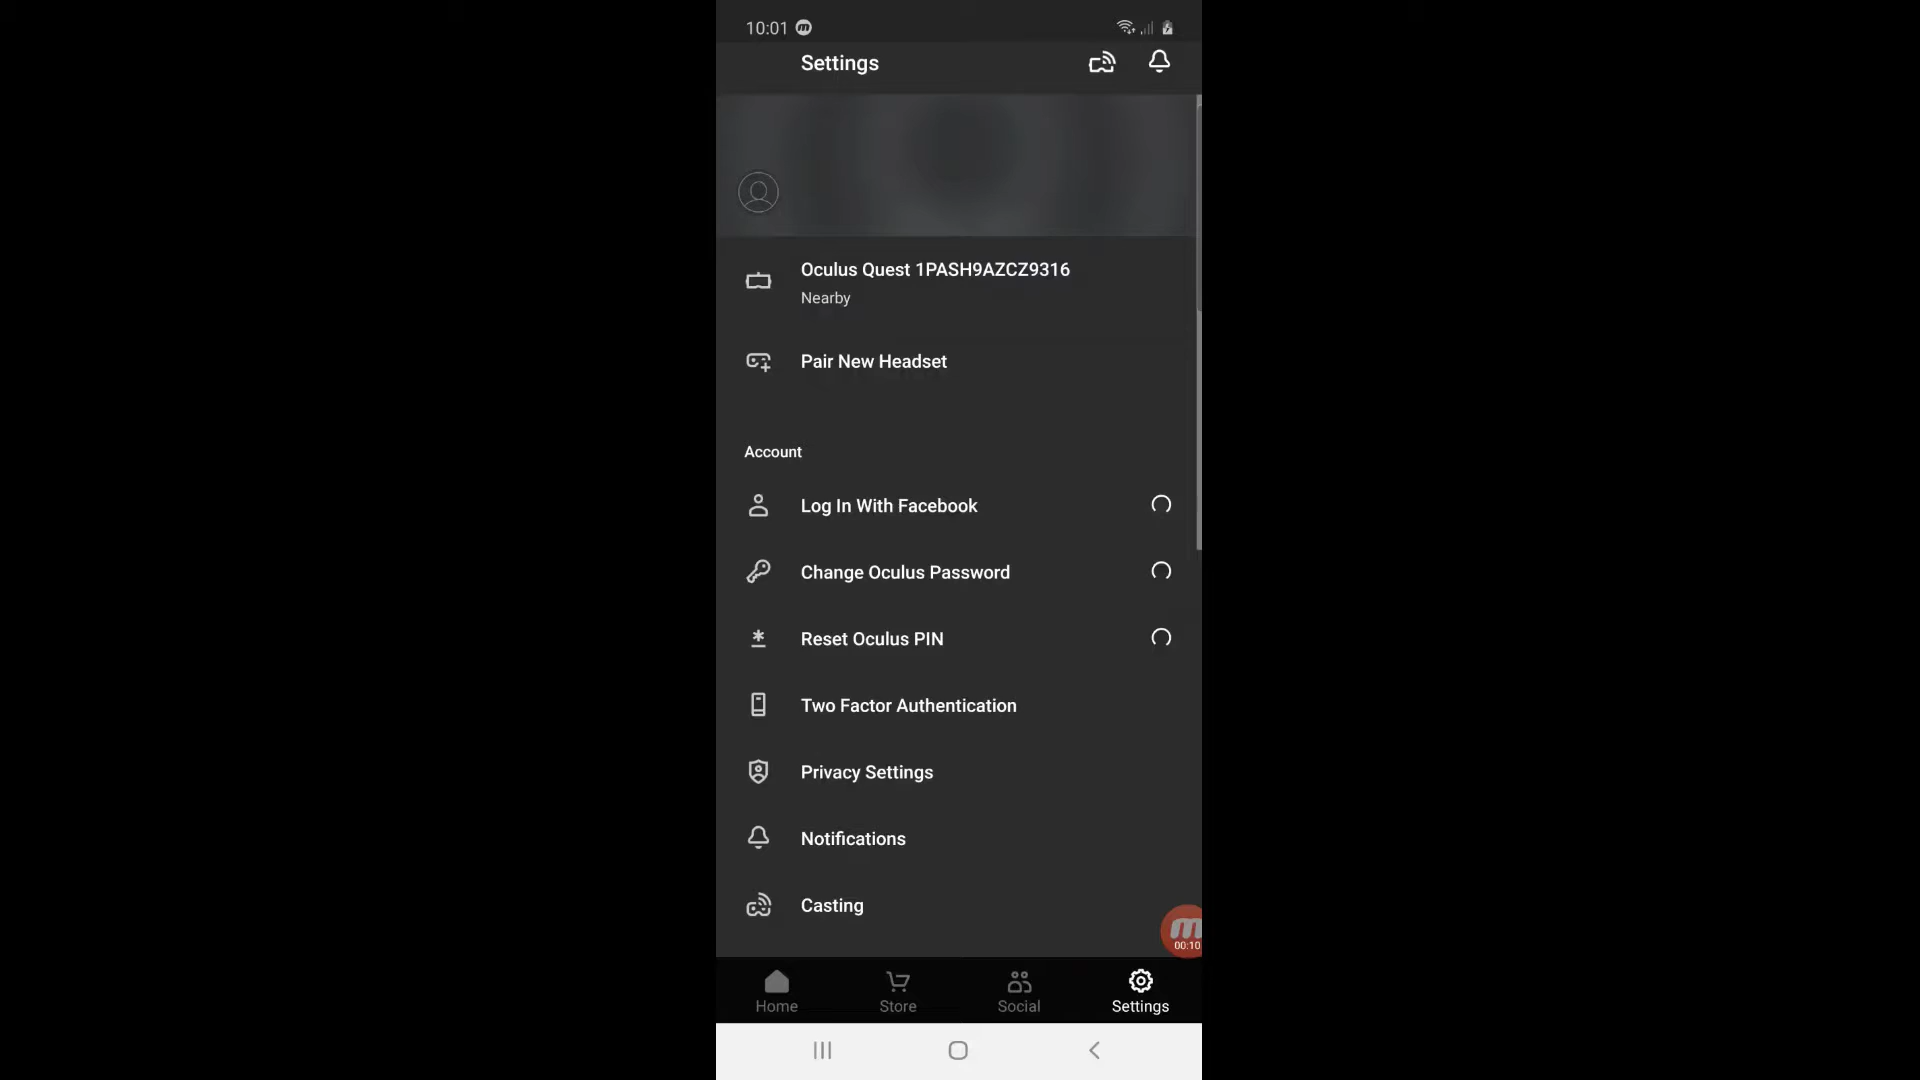 10:01
Settings
Oculus Quest 1PASH9AZCZ9316
Nearby
Pair New Headset
Account
Log In With Facebook
Change Oculus Password
Reset Oculus PIN
Two Factor Authentication
Privacy Settings
Notifications
Casting
00:10
Home
Store
Social
Settings